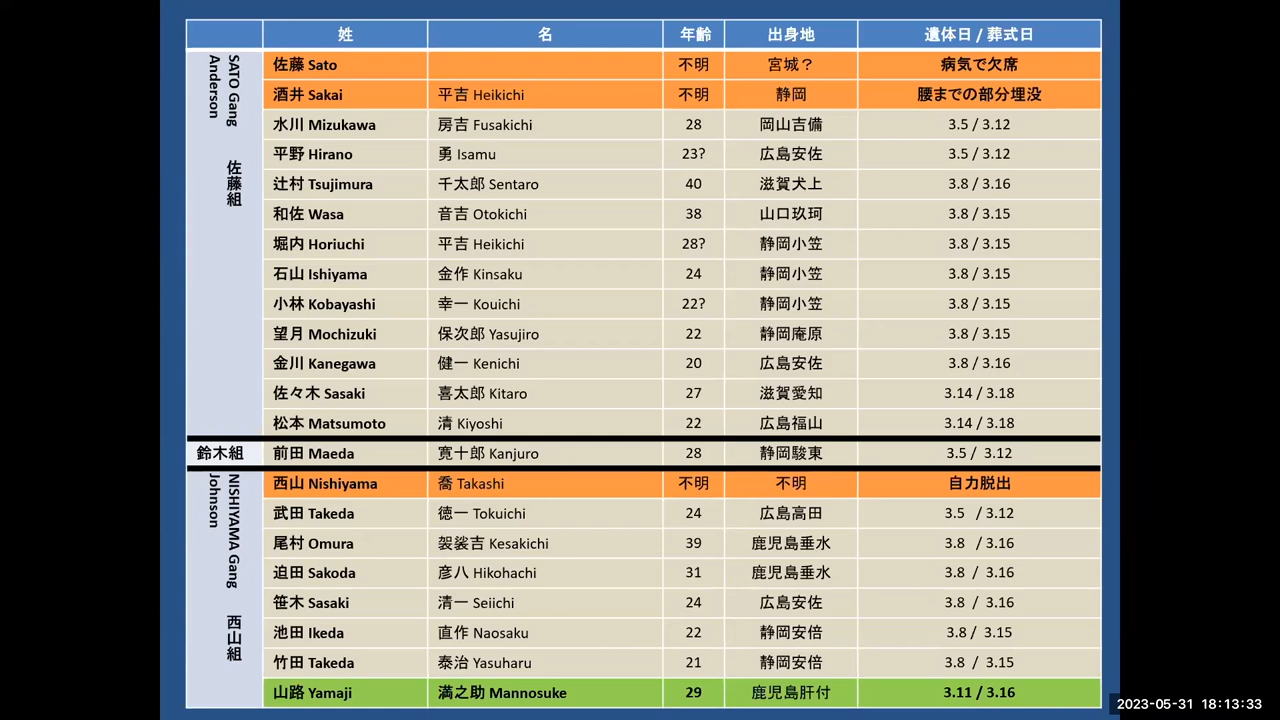 姓 名 年齢 出身地 遺体日 / 葬式日
SATO Gang
Anderson
佐藤組
佐藤 Sato 不明 宮城？ 病気で欠席
酒井 Sakai 平吉 Heikichi 不明 静岡 腰までの部分埋没
水川 Mizukawa 房吉 Fusakichi 28 岡山吉備 3.5 / 3.12
平野 Hirano 勇 Isamu 23? 広島安佐 3.5 / 3.12
辻村 Tsujimura 千太郎 Sentaro 40 滋賀犬上 3.8 / 3.16
和佐 Wasa 音吉 Otokichi 38 山口玖珂 3.8 / 3.15
堀内 Horiuchi 平吉 Heikichi 28? 静岡小笠 3.8 / 3.15
石山 Ishiyama 金作 Kinsaku 24 静岡小笠 3.8 / 3.15
小林 Kobayashi 幸一 Kouichi 22? 静岡小笠 3.8 / 3.15
望月 Mochizuki 保次郎 Yasujiro 22 静岡庵原 3.8 / 3.15
金川 Kanegawa 健一 Kenichi 20 広島安佐 3.8 / 3.16
佐々木 Sasaki 喜太郎 Kitaro 27 滋賀愛知 3.14 / 3.18
松本 Matsumoto 清 Kiyoshi 22 広島福山 3.14 / 3.18
鈴木組 前田 Maeda 寛十郎 Kanjuro 28 静岡駿東 3.5 / 3.12
NISHIYAMA Gang
Johnson
西山組
西山 Nishiyama 喬 Takashi 不明 不明 自力脱出
武田 Takeda 徳一 Tokuichi 24 広島高田 3.5 / 3.12
尾村 Omura 袈裟吉 Kesakichi 39 鹿児島垂水 3.8 / 3.16
迫田 Sakoda 彦八 Hikohachi 31 鹿児島垂水 3.8 / 3.16
笹木 Sasaki 清一 Seiichi 24 広島安佐 3.8 / 3.16
池田 Ikeda 直作 Naosaku 22 静岡安倍 3.8 / 3.15
竹田 Takeda 泰治 Yasuharu 21 静岡安倍 3.8 / 3.15
山路 Yamaji 満之助 Mannosuke 29 鹿児島肝付 3.11 / 3.16
2023-05-31 18:13:33